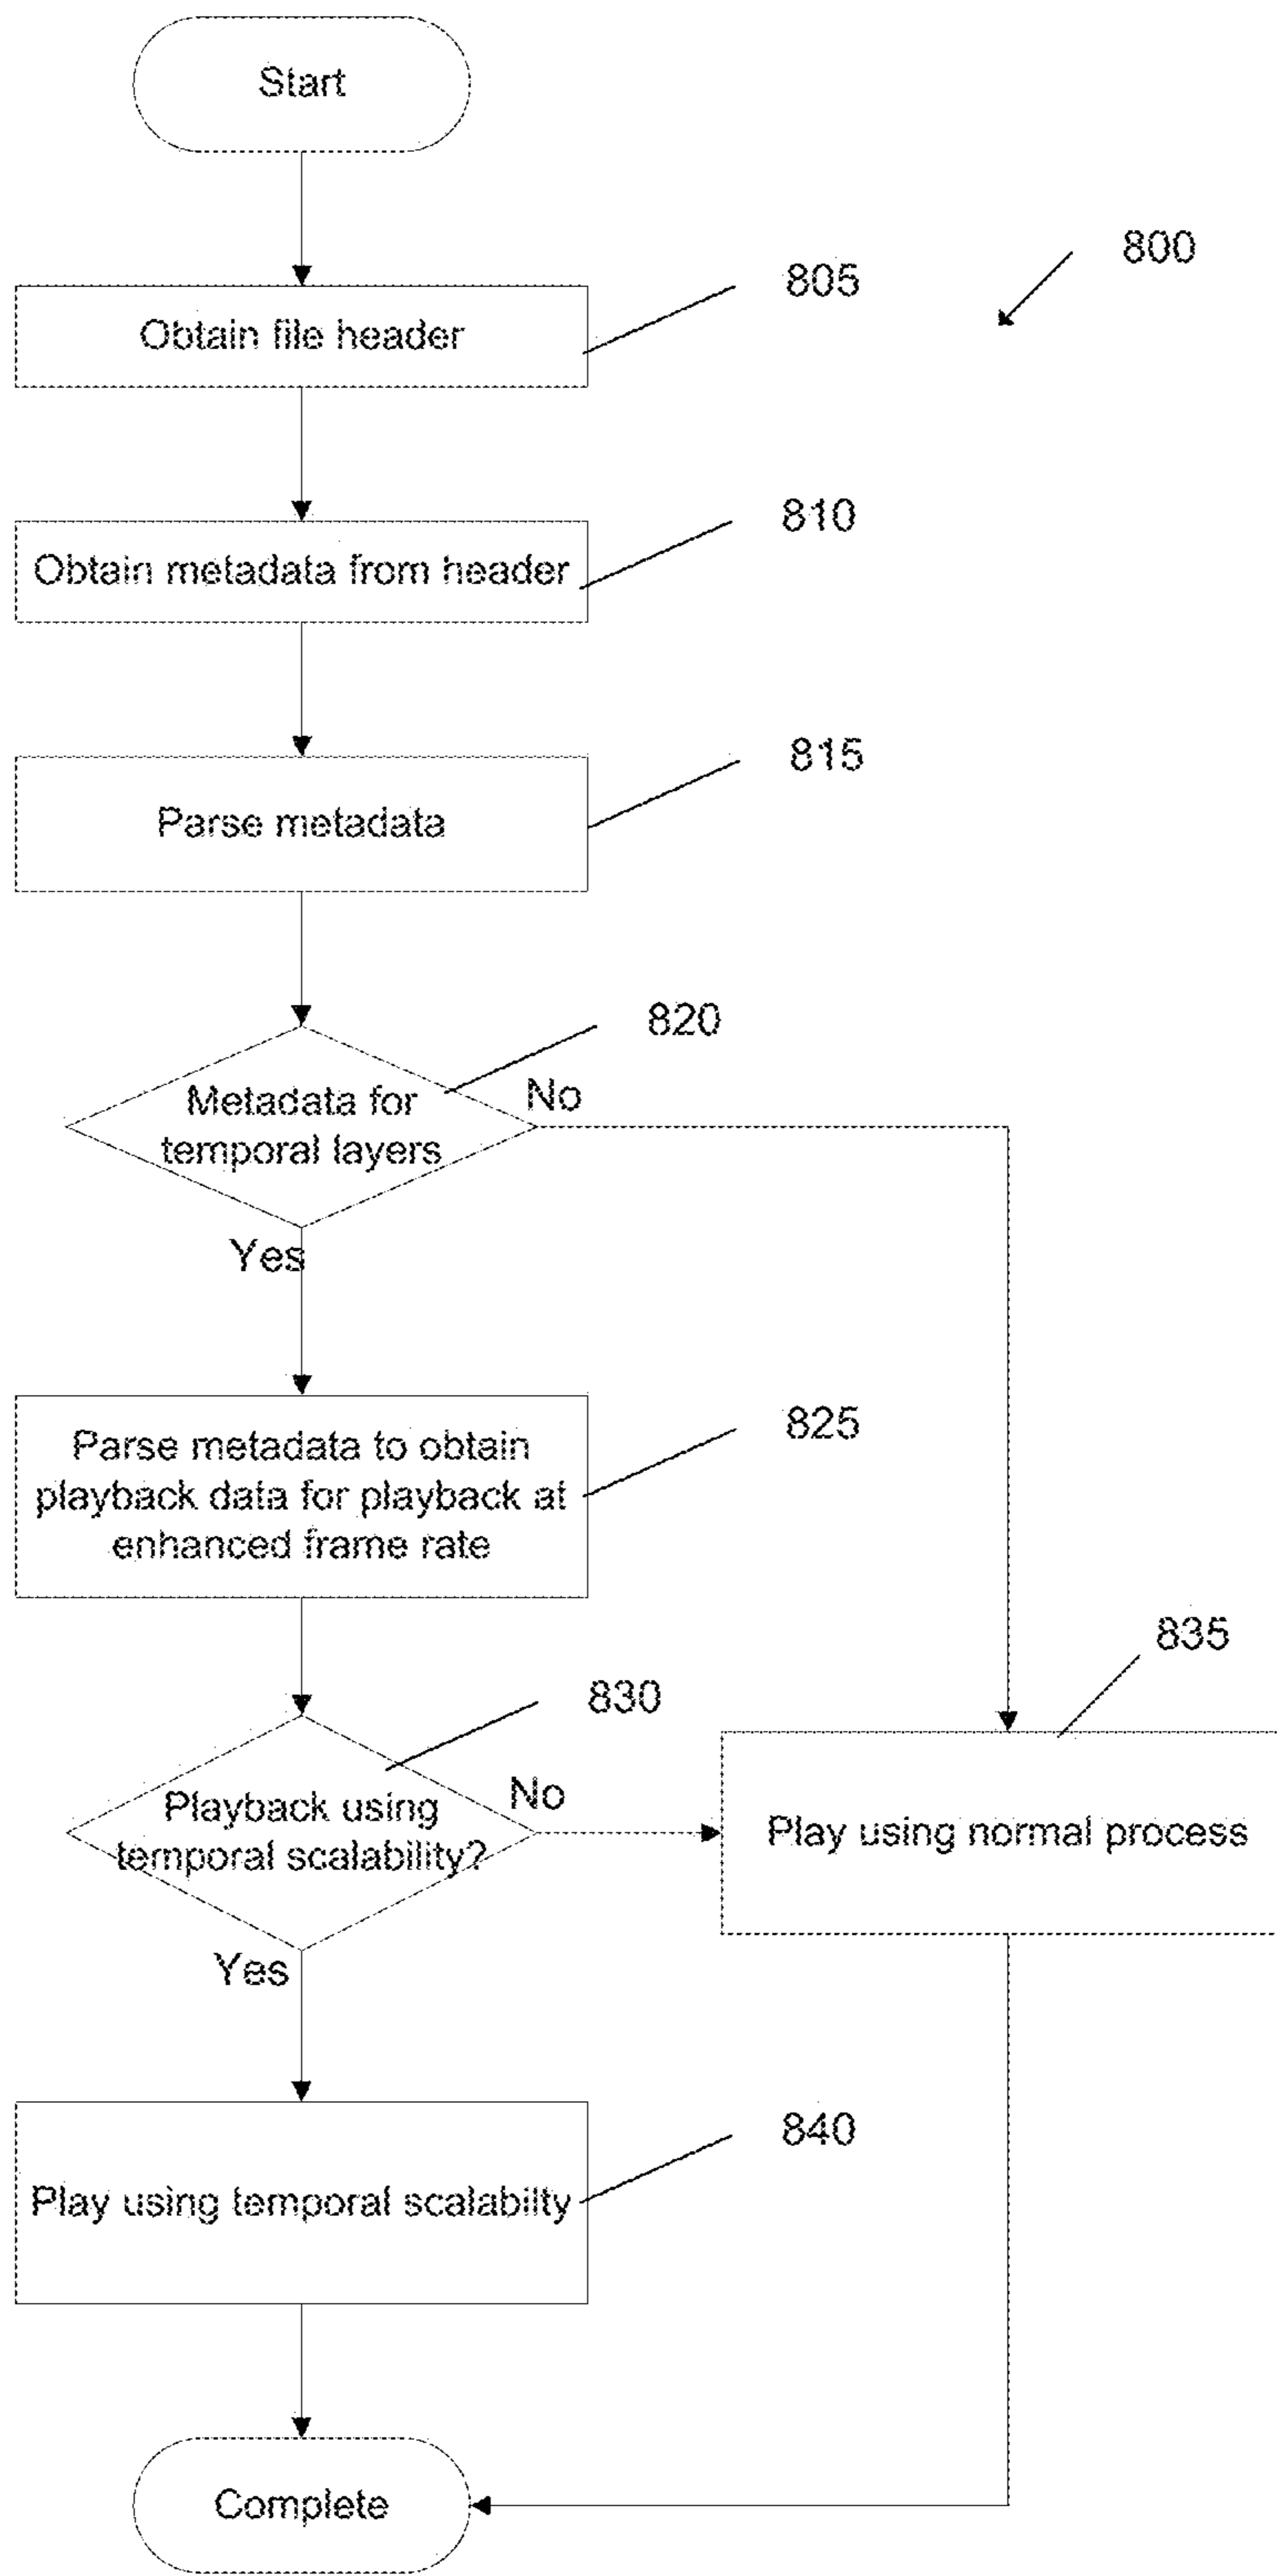 Start
800
805
Obtain file header
810
Obtain metadata from header
815
Parse metadata
820
Metadata for
temporal layers
No
Yes
825
Parse metadata to obtain
playback data for playback at
enhanced frame rate
835
830
Playback using
temporal scalability?
No
Play using normal process
Yes
840
Play using temporal scalabilty
Complete